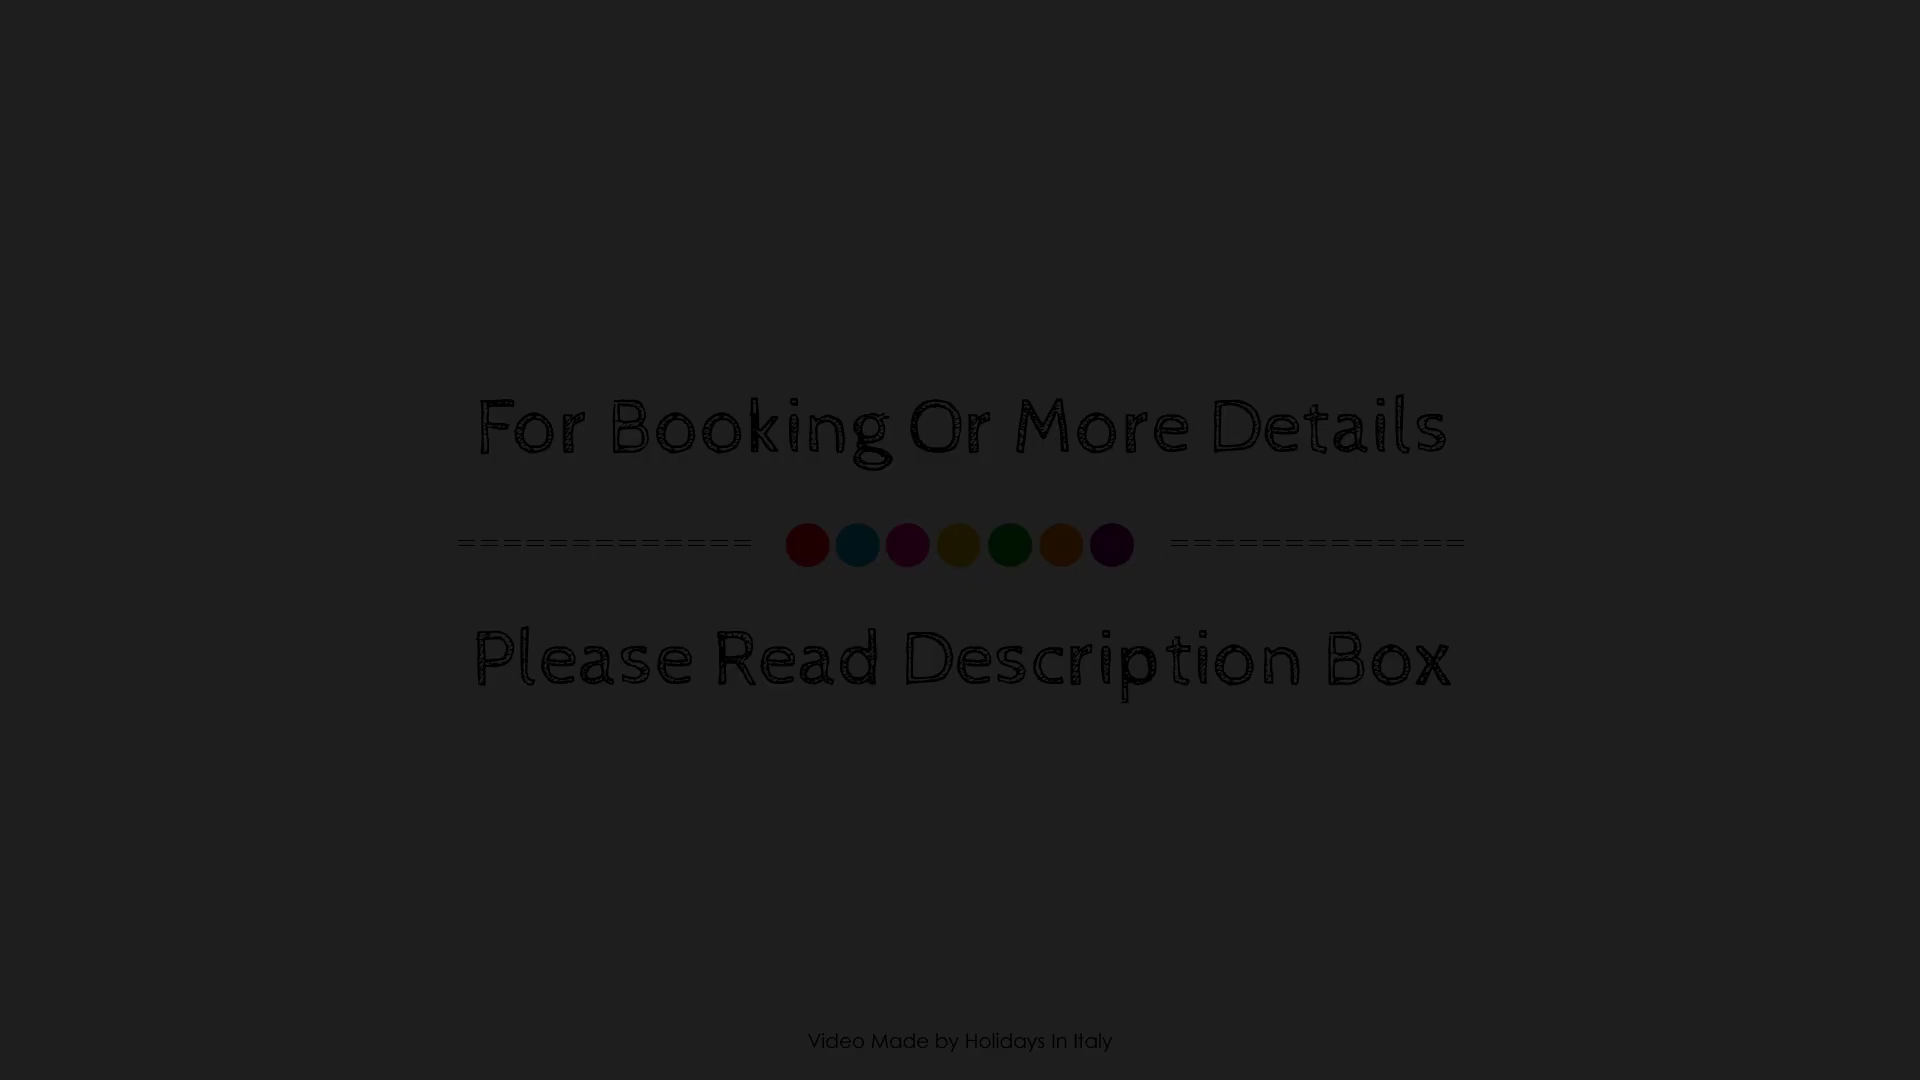 For Booking Or More Details
============= =============
Please Read Description Box
Video Made by Holidays In Italy